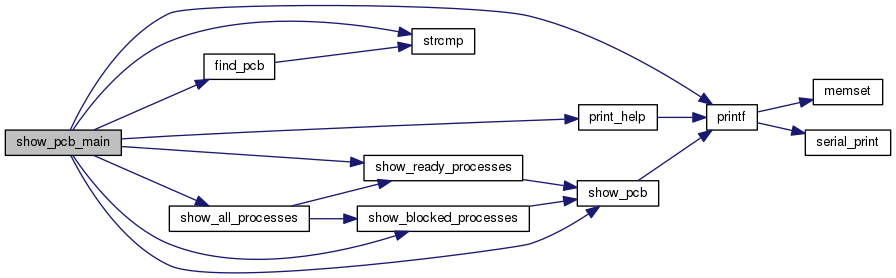 show_pcb_main
find_pcb
strcmp
print_help
printf
memset
serial_print
show_ready_processes
show_all_processes
show_blocked_processes
show_pcb